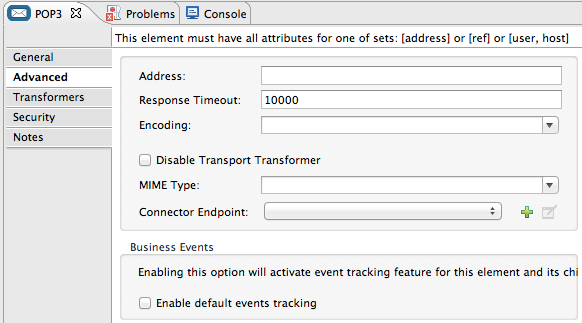 POP3 Problems Console
This element must have all attributes for one of sets: [address] or [ref] or [user, host]
General
Advanced
Transformers
Security
Notes
Address:
Response Timeout: 10000
Encoding:
Disable Transport Transformer
MIME Type:
Connector Endpoint:
Business Events
Enabling this option will activate event tracking feature for this element and its chi
Enable default events tracking